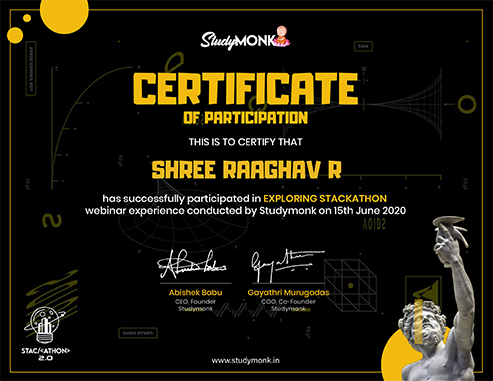 StudyMONK
CERTIFICATE
OF PARTICIPATION
THIS IS TO CERTIFY THAT
SHREE RAAGHAV R
has successfully participated in EXPLORING STACKATHON
webinar experience conducted by Studymonk on 15th June 2020
Abishek Babu
Gayathri Murugadas
CEO, Founder
COO, Co-Founder
Studymonk
Studymonk
STAC/<ATHON>
2.0
www.studymonk.in